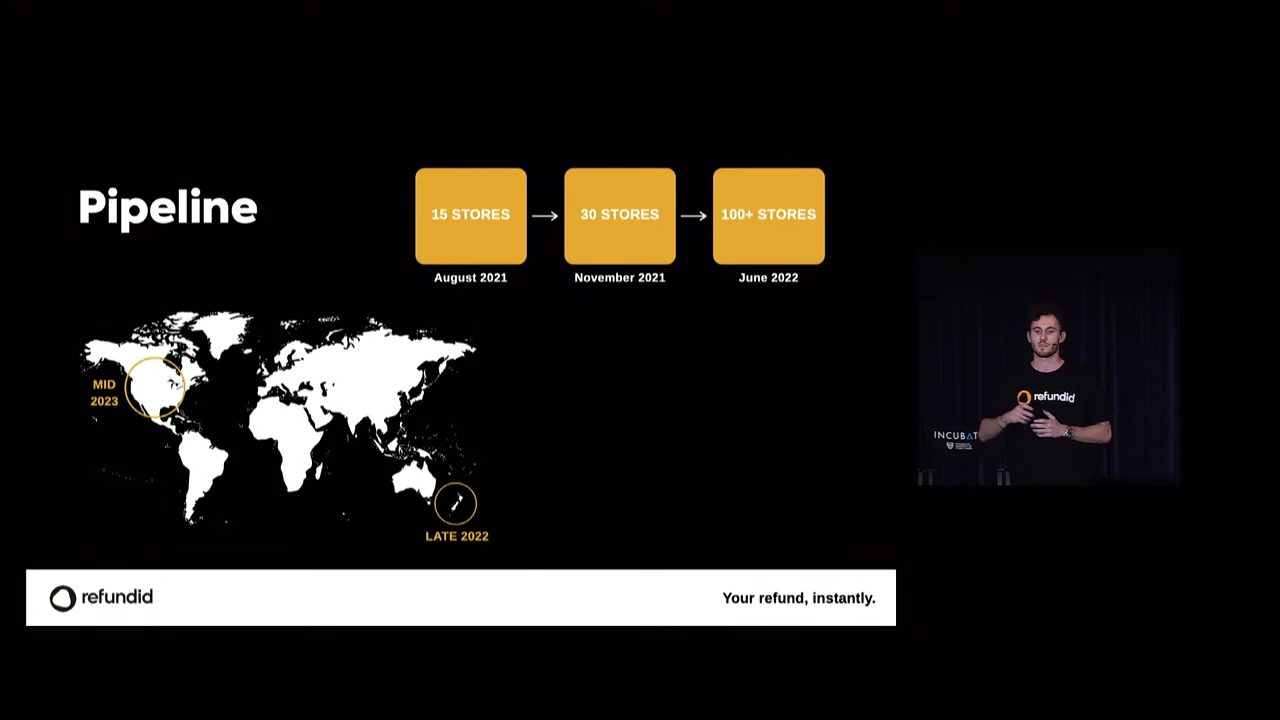 Pipeline
15 STORES
30 STORES
100+ STORES
August 2021
November 2021
June 2022
MID
2023
LATE 2022
refundid
Your refund, instantly.
refundid
INCUBAT